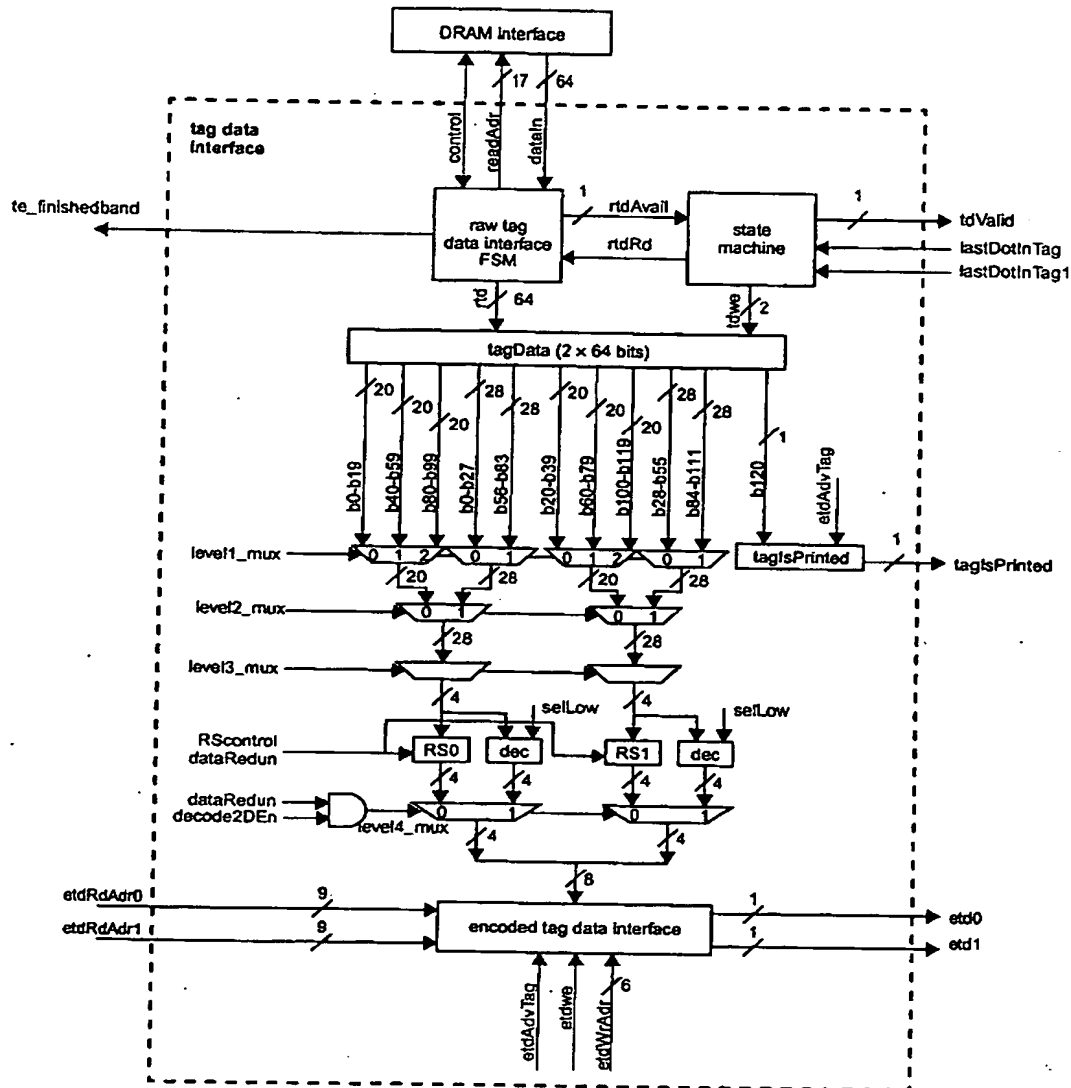 DRAM Interface
17
64
tag data
interface
control
readAdr
dataIn
te_finishedband
raw tag
data interface
FSM
1
rtdAvail
rtdRd
state
machine
1
tdValid
lastDotInTag
lastDotInTag1
rtd
64
tdwe
2
tagData (2 × 64 bits)
20
20
20
28
28
20
20
20
28
28
1
b0-b19
b40-b59
b80-b99
b0-b27
b56-b83
b20-b39
b60-b79
b100-b119
b28-b55
b84-b111
b120
etdAdvTag
level1_mux
0 1 2
0 1
0 1 2
0 1
tagIsPrinted
1
tagIsPrinted
20
28
20
28
level2_mux
0 1
0 1
28
28
level3_mux
4
selLow
4
selLow
RScontrol
dataRedun
RS0
dec
RS1
dec
4
4
4
4
dataRedun
decode2DEn
level4_mux
0 1
0 1
4
4
8
etdRdAdr0
9
etdRdAdr1
9
encoded tag data interface
1
etd0
1
etd1
etdAdvTag
etdwe
etdWrAdr
6